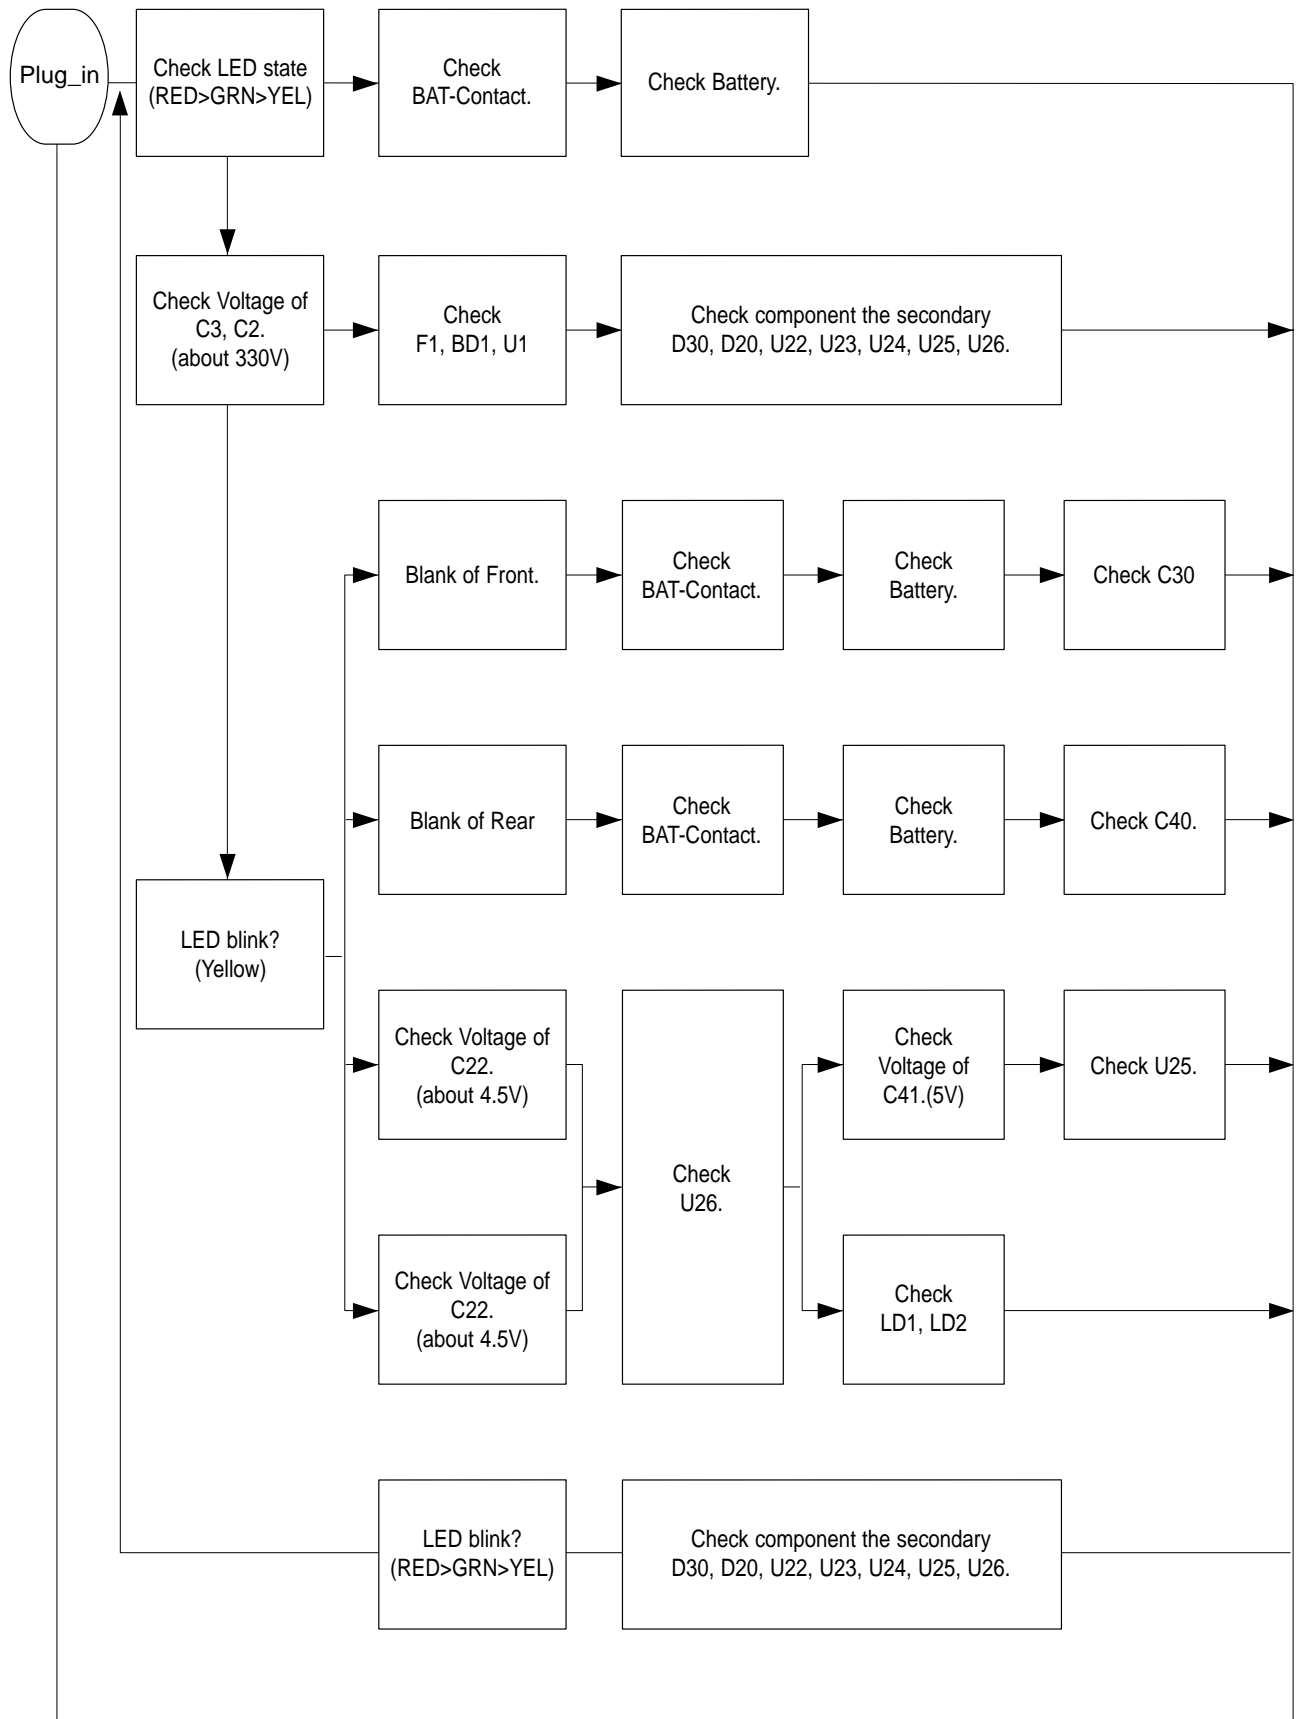 Plug_in
Check LED state
(RED>GRN>YEL)
Check
BAT-Contact.
Check Battery.
Check Voltage of
C3, C2.
(about 330V)
Check
F1, BD1, U1
Check component the secondary
D30, D20, U22, U23, U24, U25, U26.
Blank of Front.
Check
BAT-Contact.
Check
Battery.
Check C30
Blank of Rear
Check
BAT-Contact.
Check
Battery.
Check C40.
LED blink?
(Yellow)
Check Voltage of
C22.
(about 4.5V)
Check
U26.
Check
Voltage of
C41.(5V)
Check U25.
Check Voltage of
C22.
(about 4.5V)
Check
LD1, LD2
LED blink?
(RED>GRN>YEL)
Check component the secondary
D30, D20, U22, U23, U24, U25, U26.